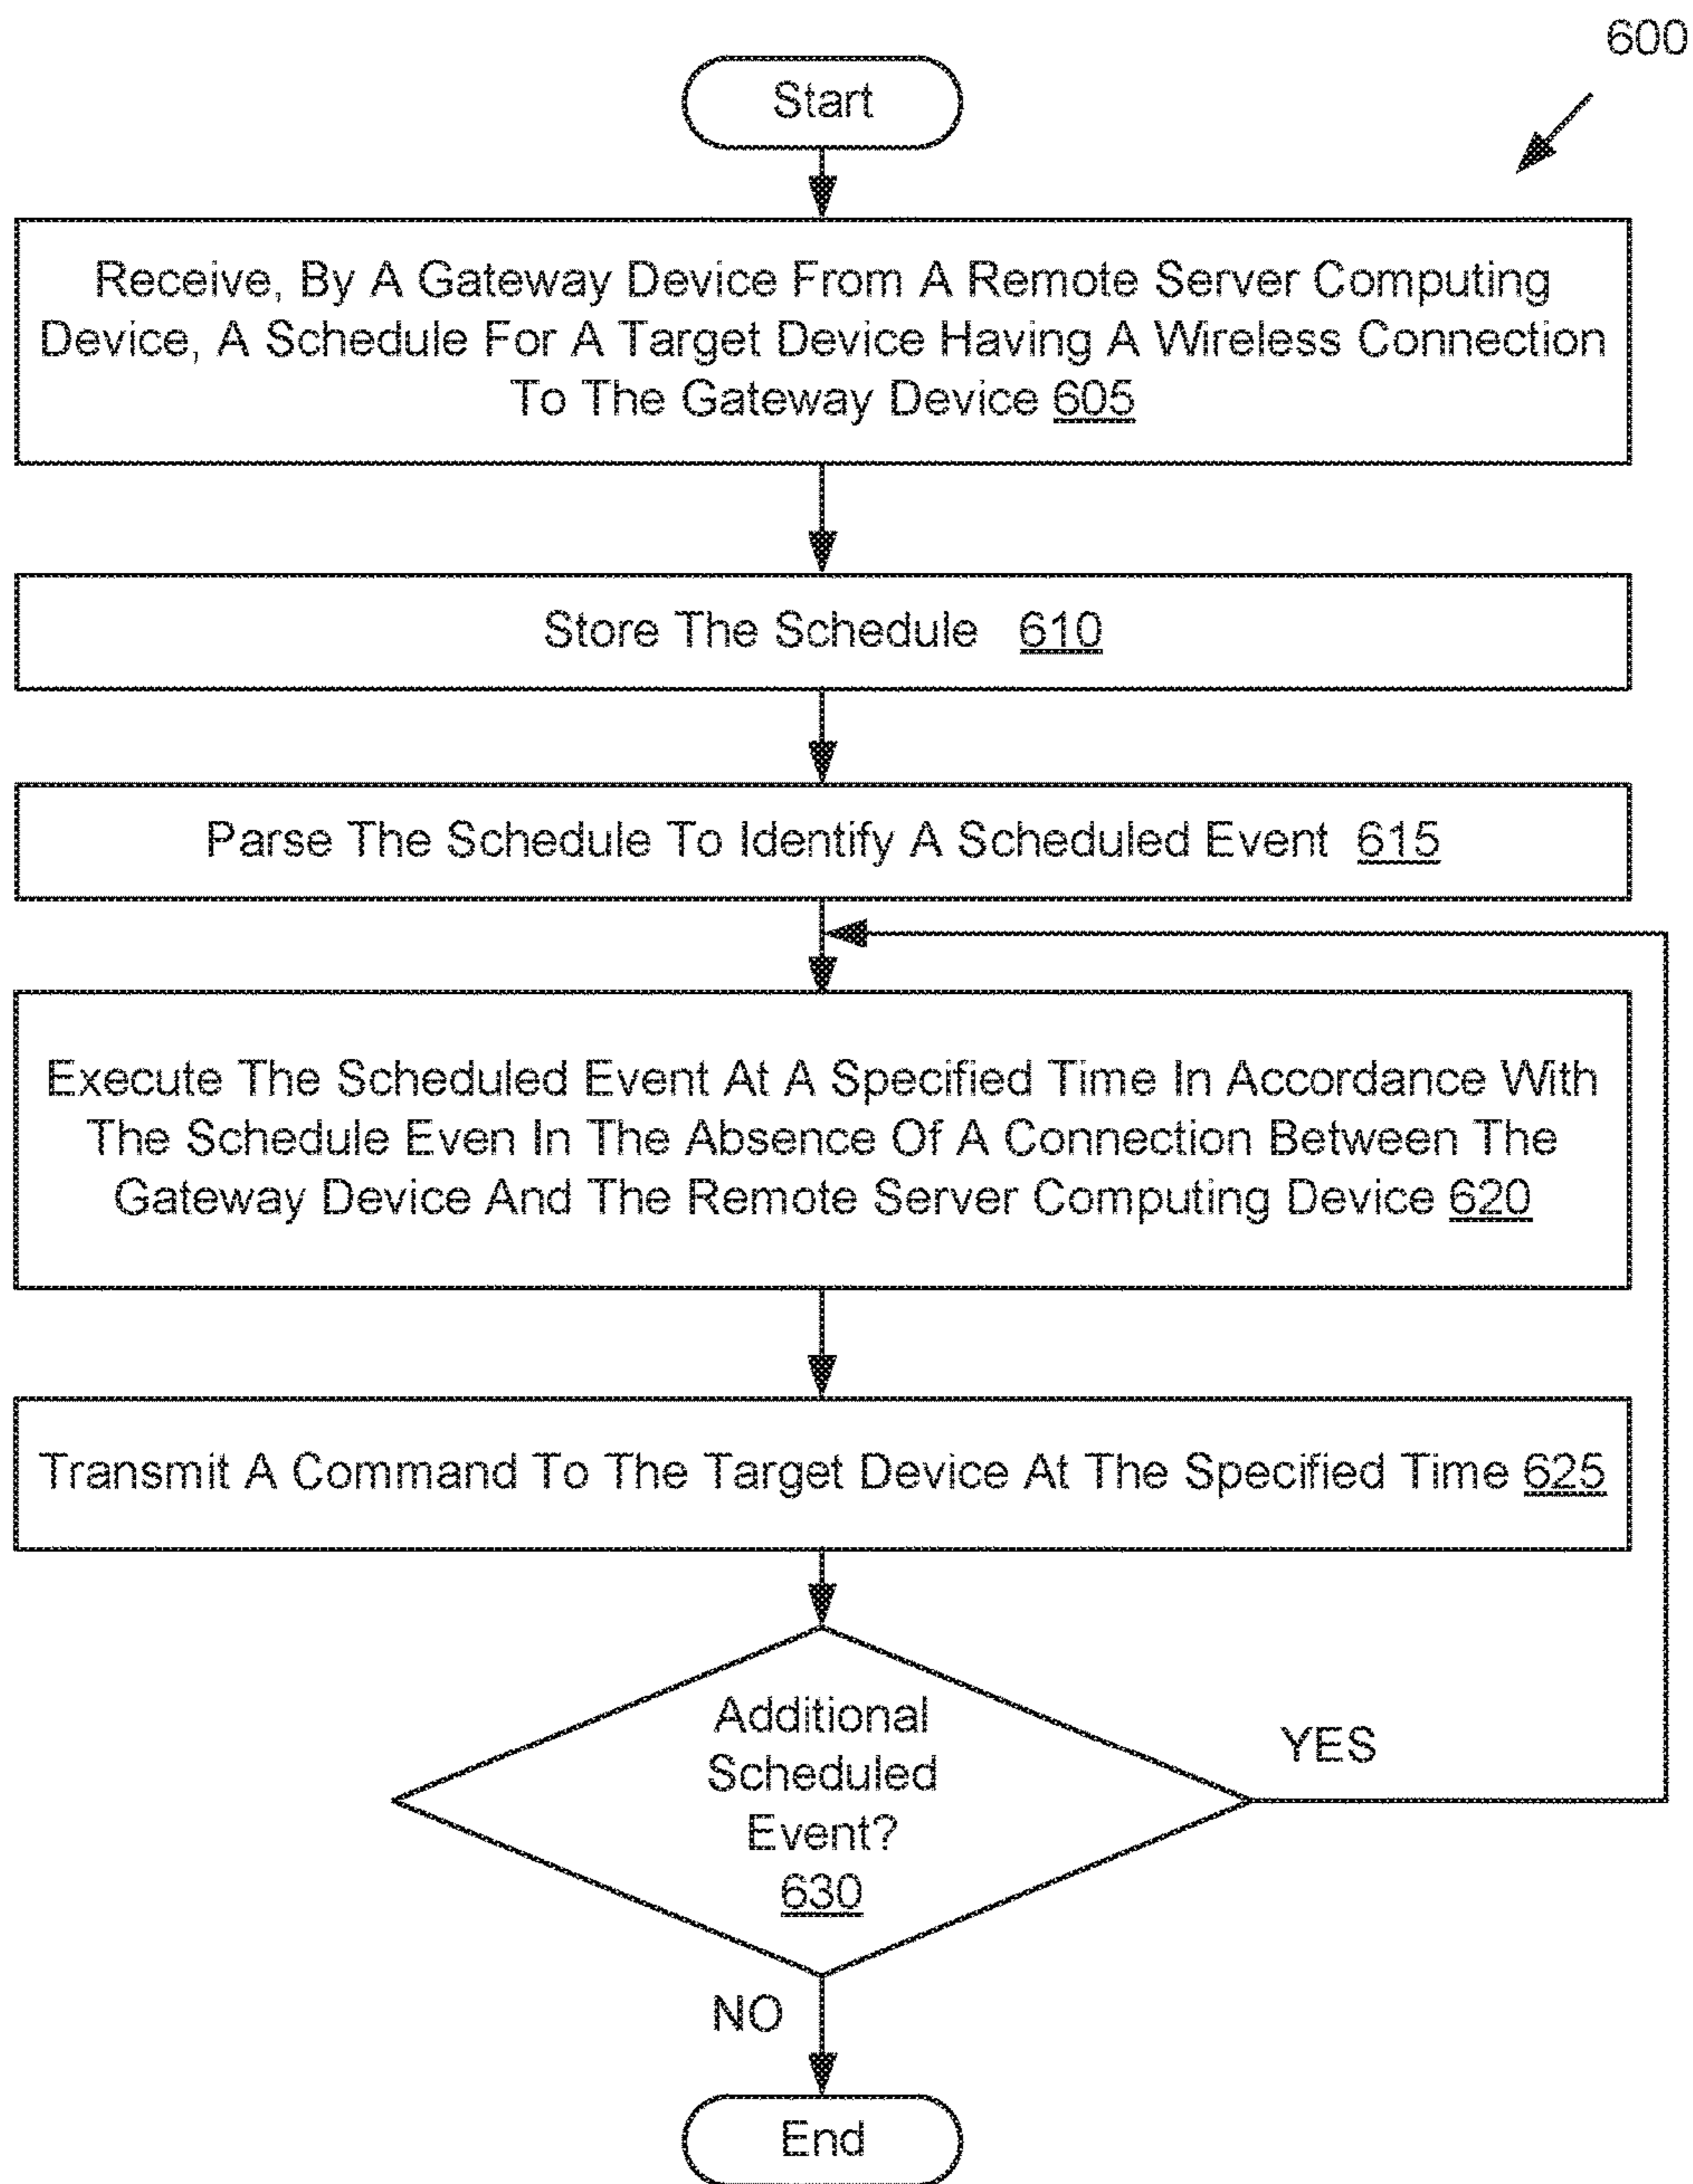 600
Start
Receive, By A Gateway Device From A Remote Server Computing
Device, A Schedule For A Target Device Having A Wireless Connection
To The Gateway Device 605
Store The Schedule 610
Parse The Schedule To Identify A Scheduled Event 615
Execute The Scheduled Event At A Specified Time In Accordance With
The Schedule Even In The Absence Of A Connection Between The
Gateway Device And The Remote Server Computing Device 620
Transmit A Command To The Target Device At The Specified Time 625
Additional
Scheduled
Event?
630
YES
NO
End